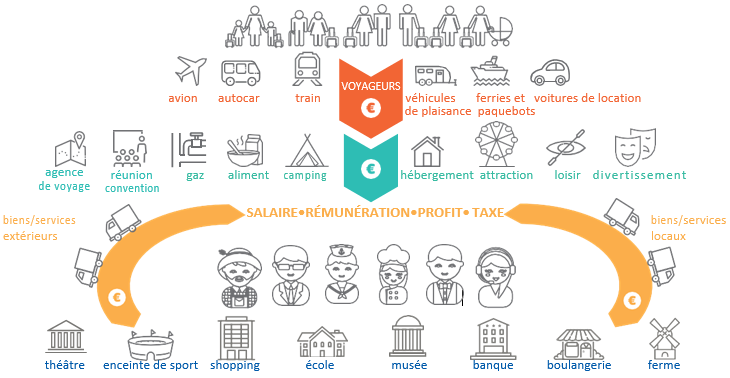 VOYAGEURS
€
avion
autocar
train
véhicules
de plaisance
ferries et
paquebots
voitures de location
€
agence
de voyage
réunion
convention
gaz
aliment
camping
hébergement
attraction
loisir
divertissement
SALAIRE•RÉMUNÉRATION•PROFIT• TAXE
biens/services
extérieurs
biens/services
locaux
€
€
théâtre
enceinte de sport
shopping
école
musée
banque
boulangerie
ferme